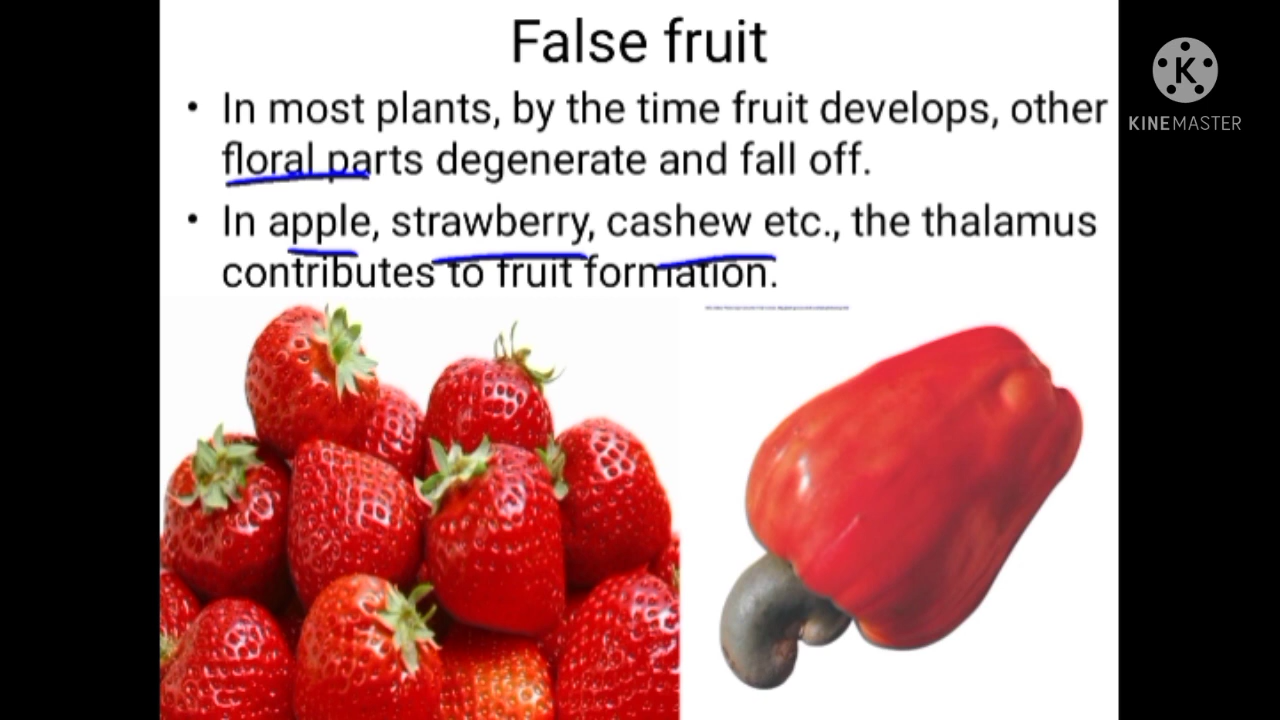 False fruit
• In most plants, by the time fruit develops, other
floral parts degenerate and fall off.
• In apple, strawberry, cashew etc., the thalamus
contributes to fruit formation.
K
KINEMASTER